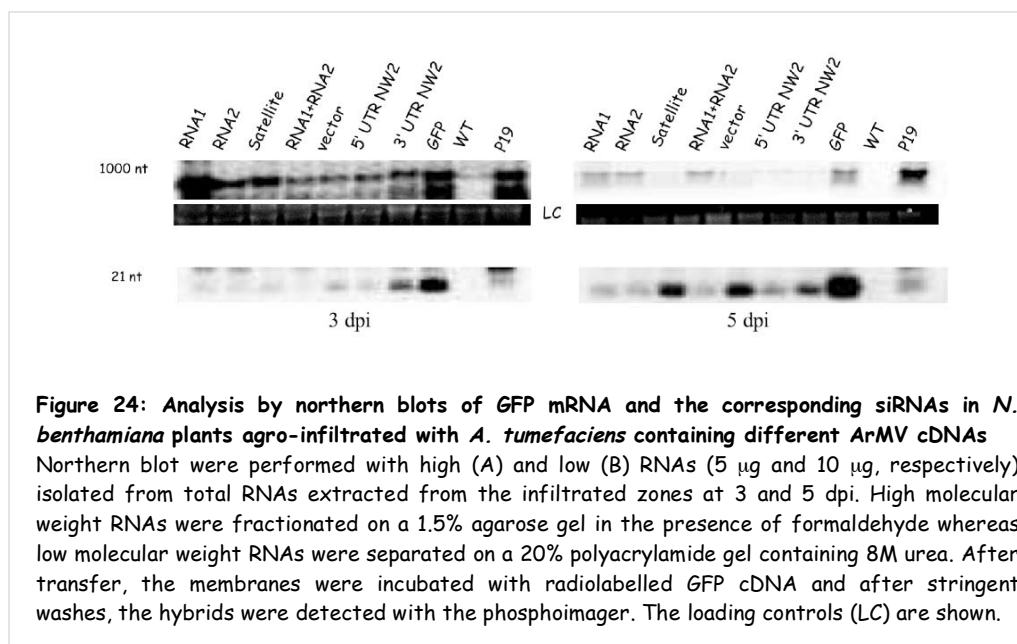 RNA1 RNA2 Satellite RNA1+RNA2 vector 5' UTR NW2 3' UTR NW2 GFP WT P19
RNA1 RNA2 Satellite RNA1+RNA2 vector 5' UTR NW2 3' UTR NW2 GFP WT P19
1000 nt
LC
21 nt
3 dpi 5 dpi
Figure 24: Analysis by northern blots of GFP mRNA and the corresponding siRNAs in N.
benthamiana plants agro-infiltrated with A. tumefaciens containing different ArMV cDNAs
Northern blot were performed with high (A) and low (B) RNAs (5 μg and 10 μg, respectively)
isolated from total RNAs extracted from the infiltrated zones at 3 and 5 dpi. High molecular
weight RNAs were fractionated on a 1.5% agarose gel in the presence of formaldehyde whereas
low molecular weight RNAs were separated on a 20% polyacrylamide gel containing 8M urea. After
transfer, the membranes were incubated with radiolabelled GFP cDNA and after stringent
washes, the hybrids were detected with the phosphoimager. The loading controls (LC) are shown.